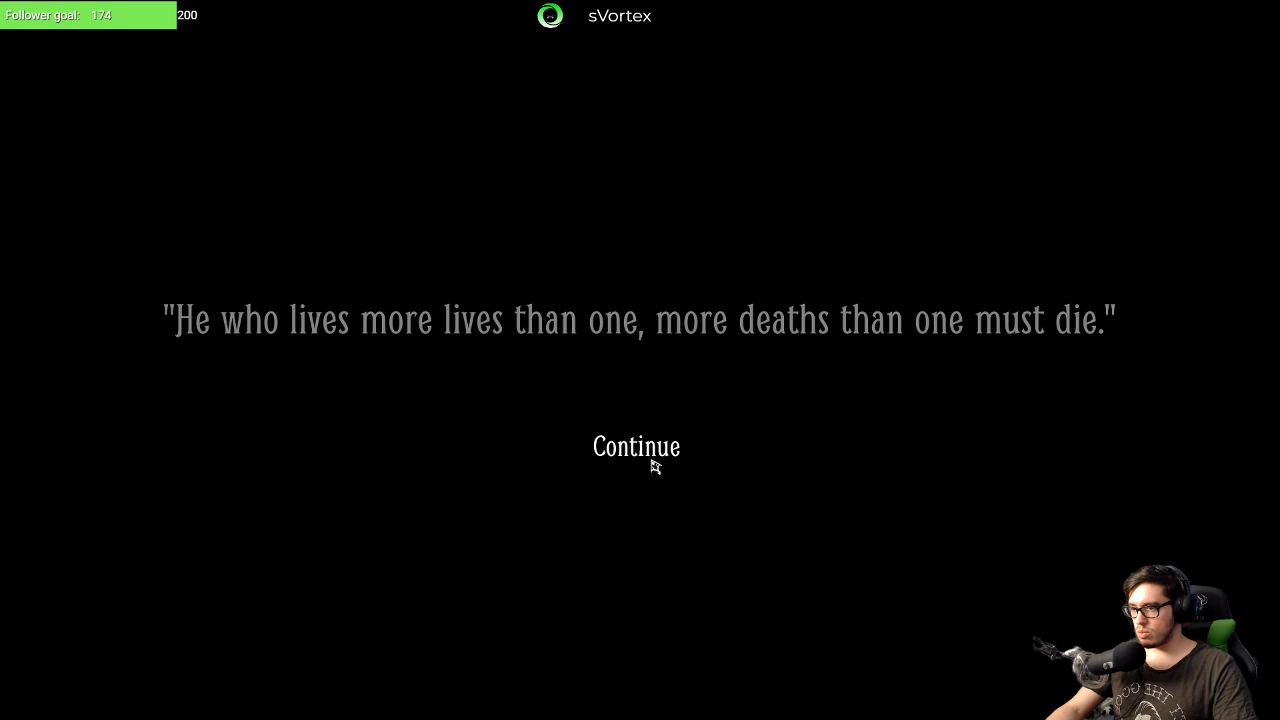 Follower goal: 174 200
sVortex
"He who lives more lives than one, more deaths than one must die."
Continue